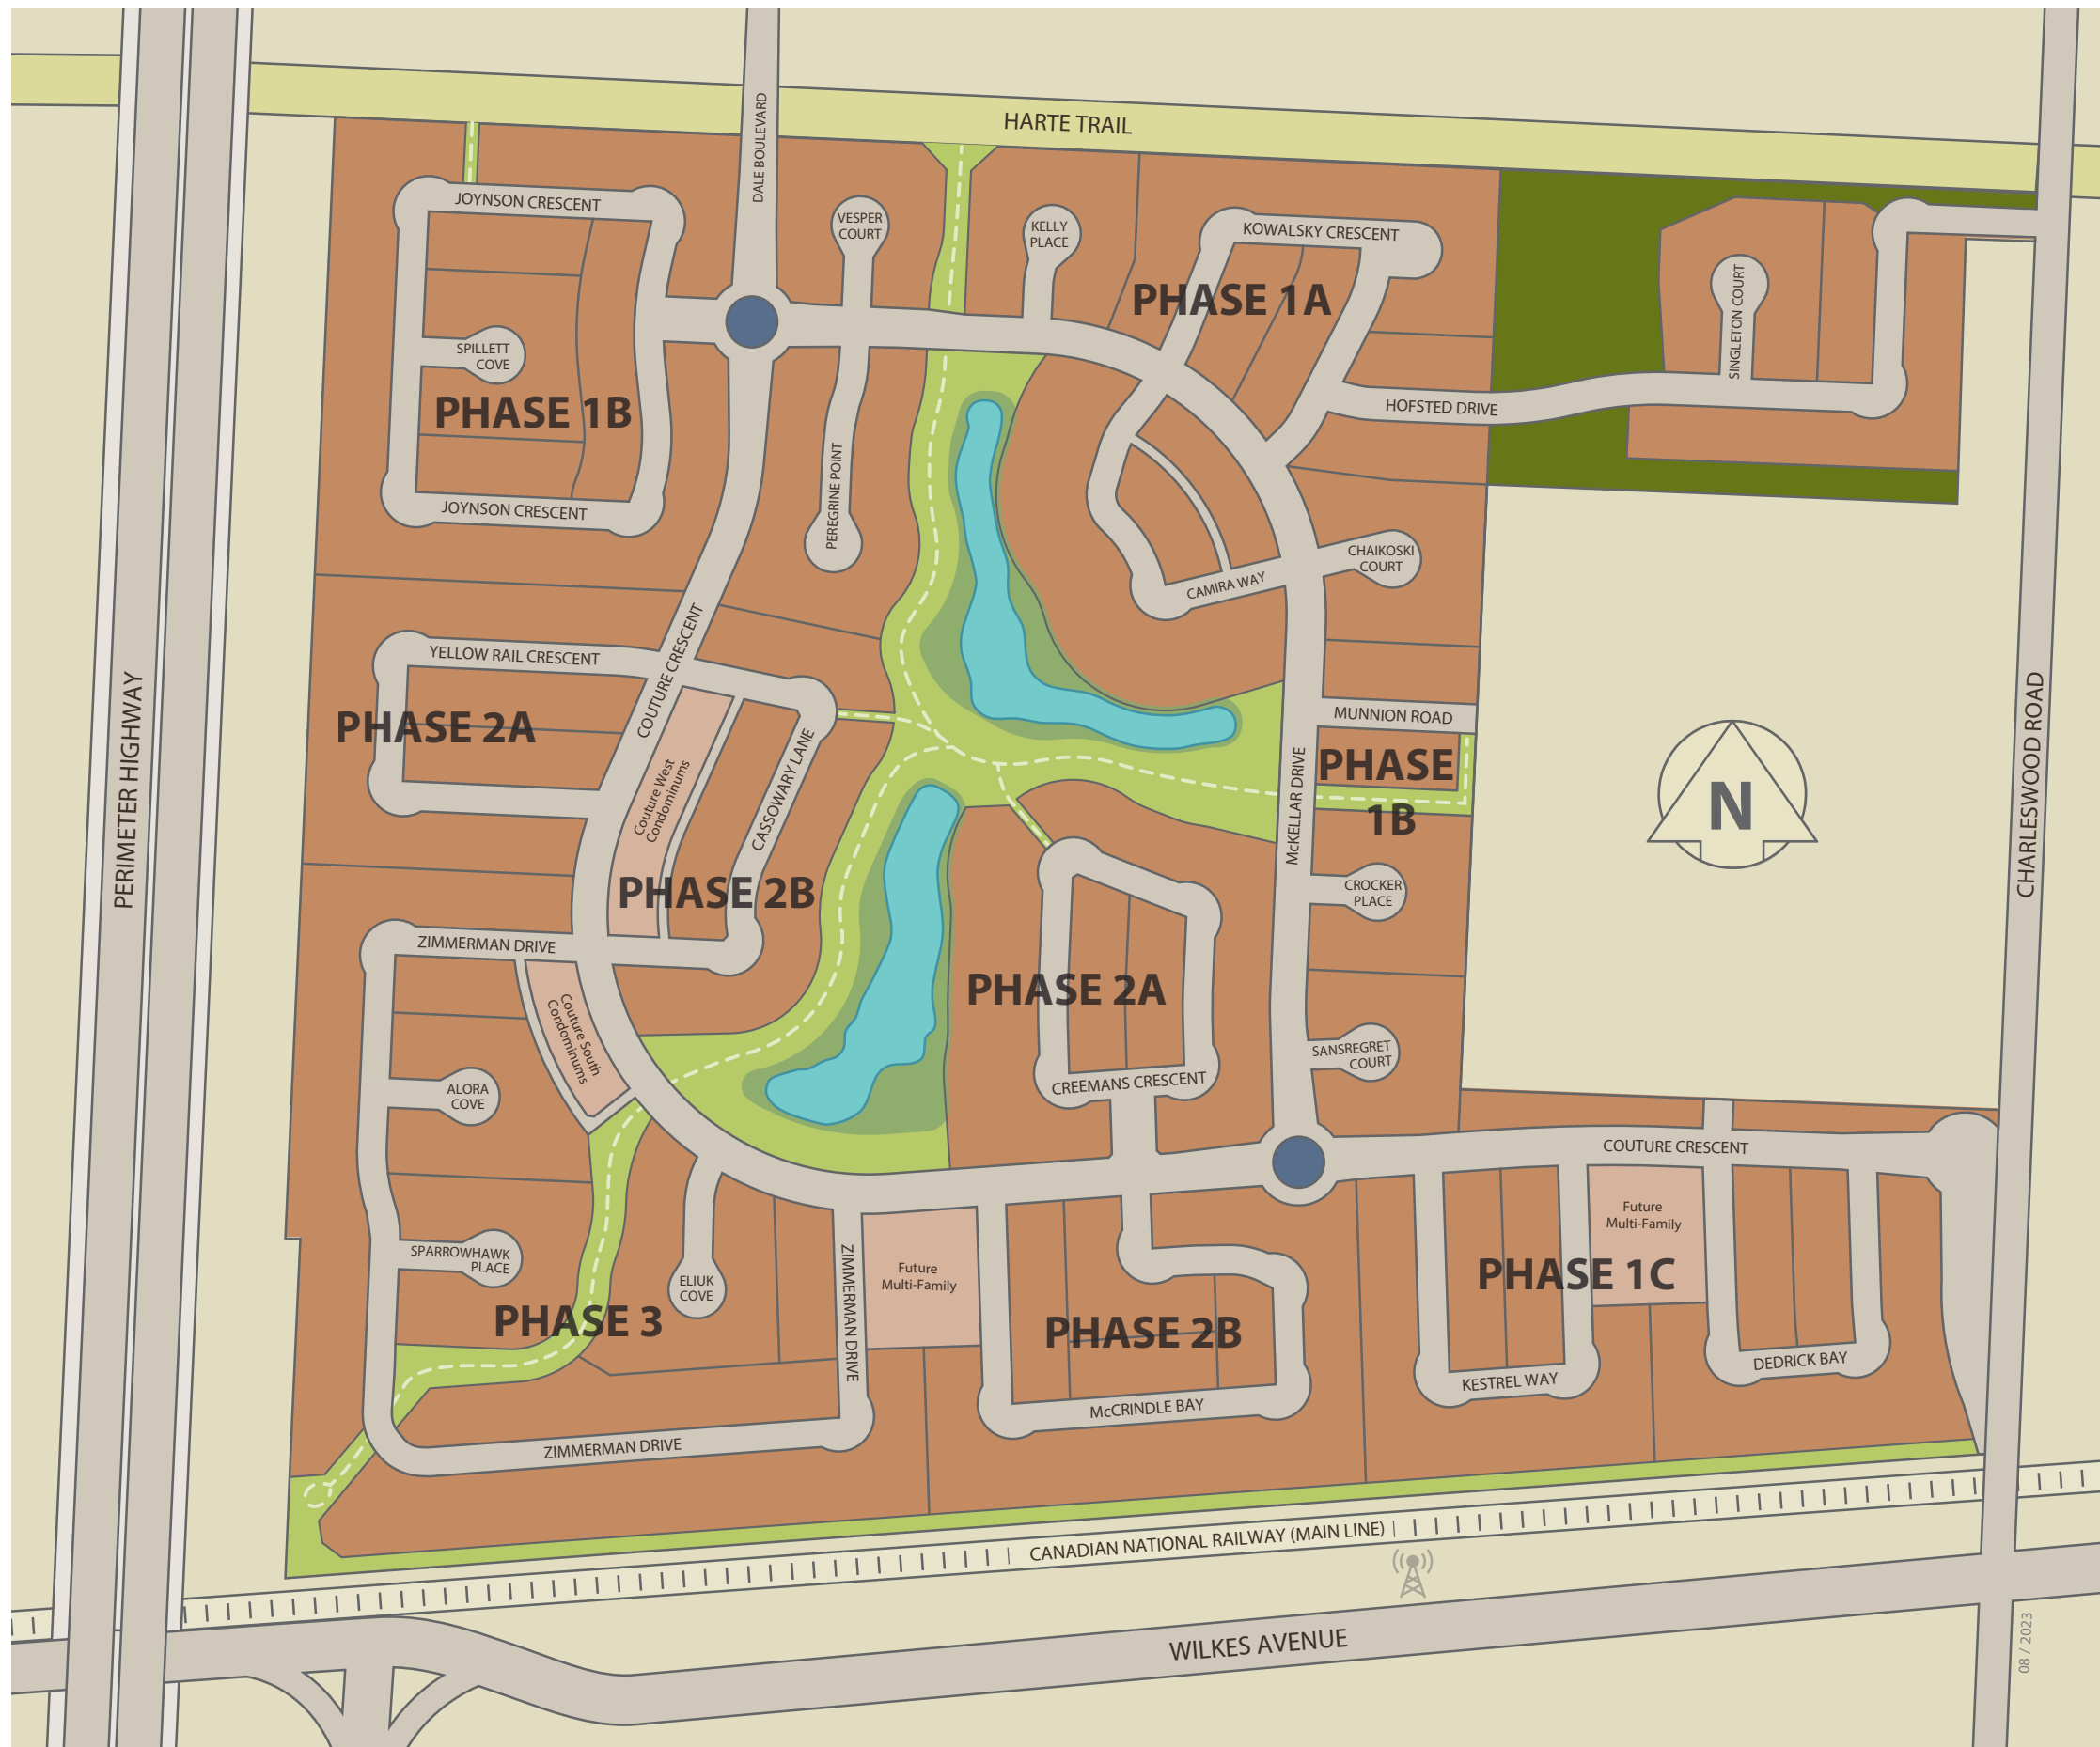 HARTE TRAIL
DALE BOULEVARD
JOYNSON CRESCENT
VESPER
COURT
KELLY
PLACE
KOWALSKY CRESCENT
PHASE 1A
SINGLETON COURT
SPILLETT
COVE
PHASE 1B
HOFSTED DRIVE
JOYNSON CRESCENT
PEREGRINE POINT
CHAIKOSKI
COURT
CAMIRA WAY
YELLOW RAIL CRESCENT
COUTURE CRESCENT
PHASE 2A
MUNNION ROAD
PERIMETER HIGHWAY
Couture West
Condominiums
CASSOWARY LANE
McKELLAR DRIVE
PHASE
1B
N
CHARLESWOOD ROAD
PHASE 2B
CROCKER
PLACE
ZIMMERMAN DRIVE
PHASE 2A
Couture South
Condominums
SANSREGRET
COURT
ALORA
COVE
CREEMANS CRESCENT
COUTURE CRESCENT
Future
Multi-Family
SPARROWHAWK
PLACE
ELIUK
COVE
ZIMMERMAN DRIVE
Future
Multi-Family
PHASE 1C
PHASE 3
PHASE 2B
DEDRICK BAY
KESTREL WAY
McCRINDLE BAY
ZIMMERMAN DRIVE
CANADIAN NATIONAL RAILWAY (MAIN LINE)
WILKES AVENUE
08 / 2023